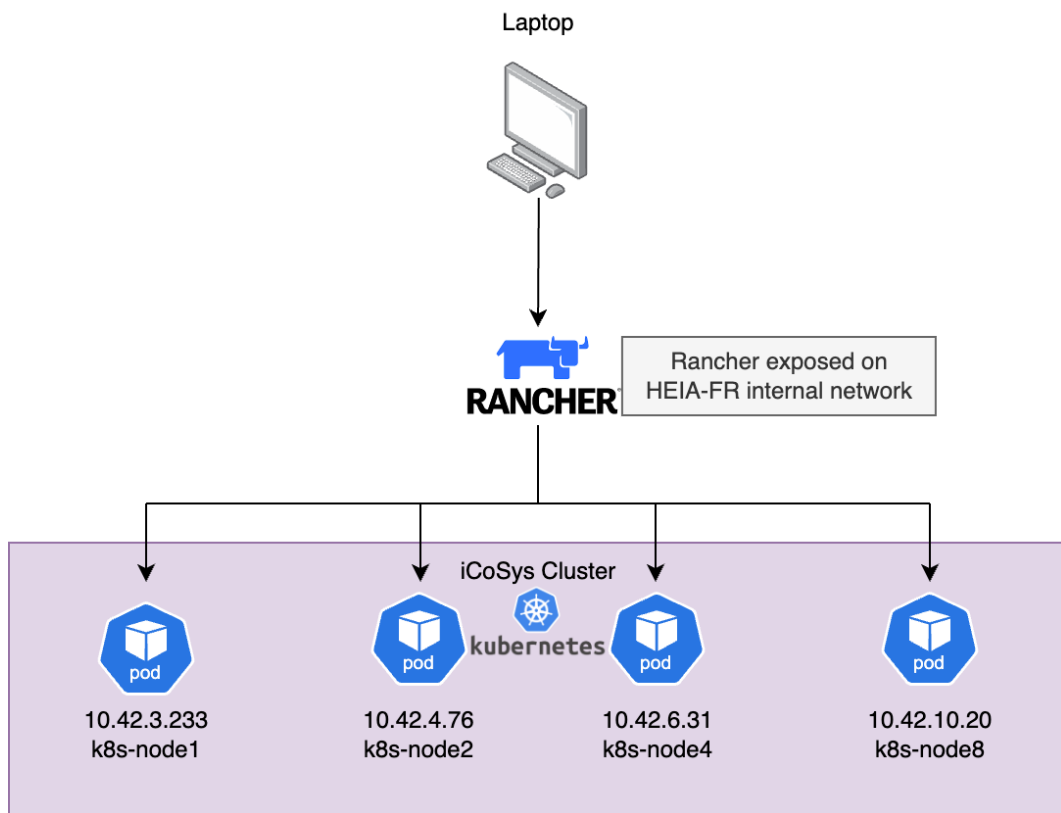 Laptop
RANCHER
Rancher exposed on
HEIA-FR internal network
iCoSys Cluster
kubernetes
pod
pod
pod
pod
10.42.3.233
k8s-node1
10.42.4.76
k8s-node2
10.42.6.31
k8s-node4
10.42.10.20
k8s-node8